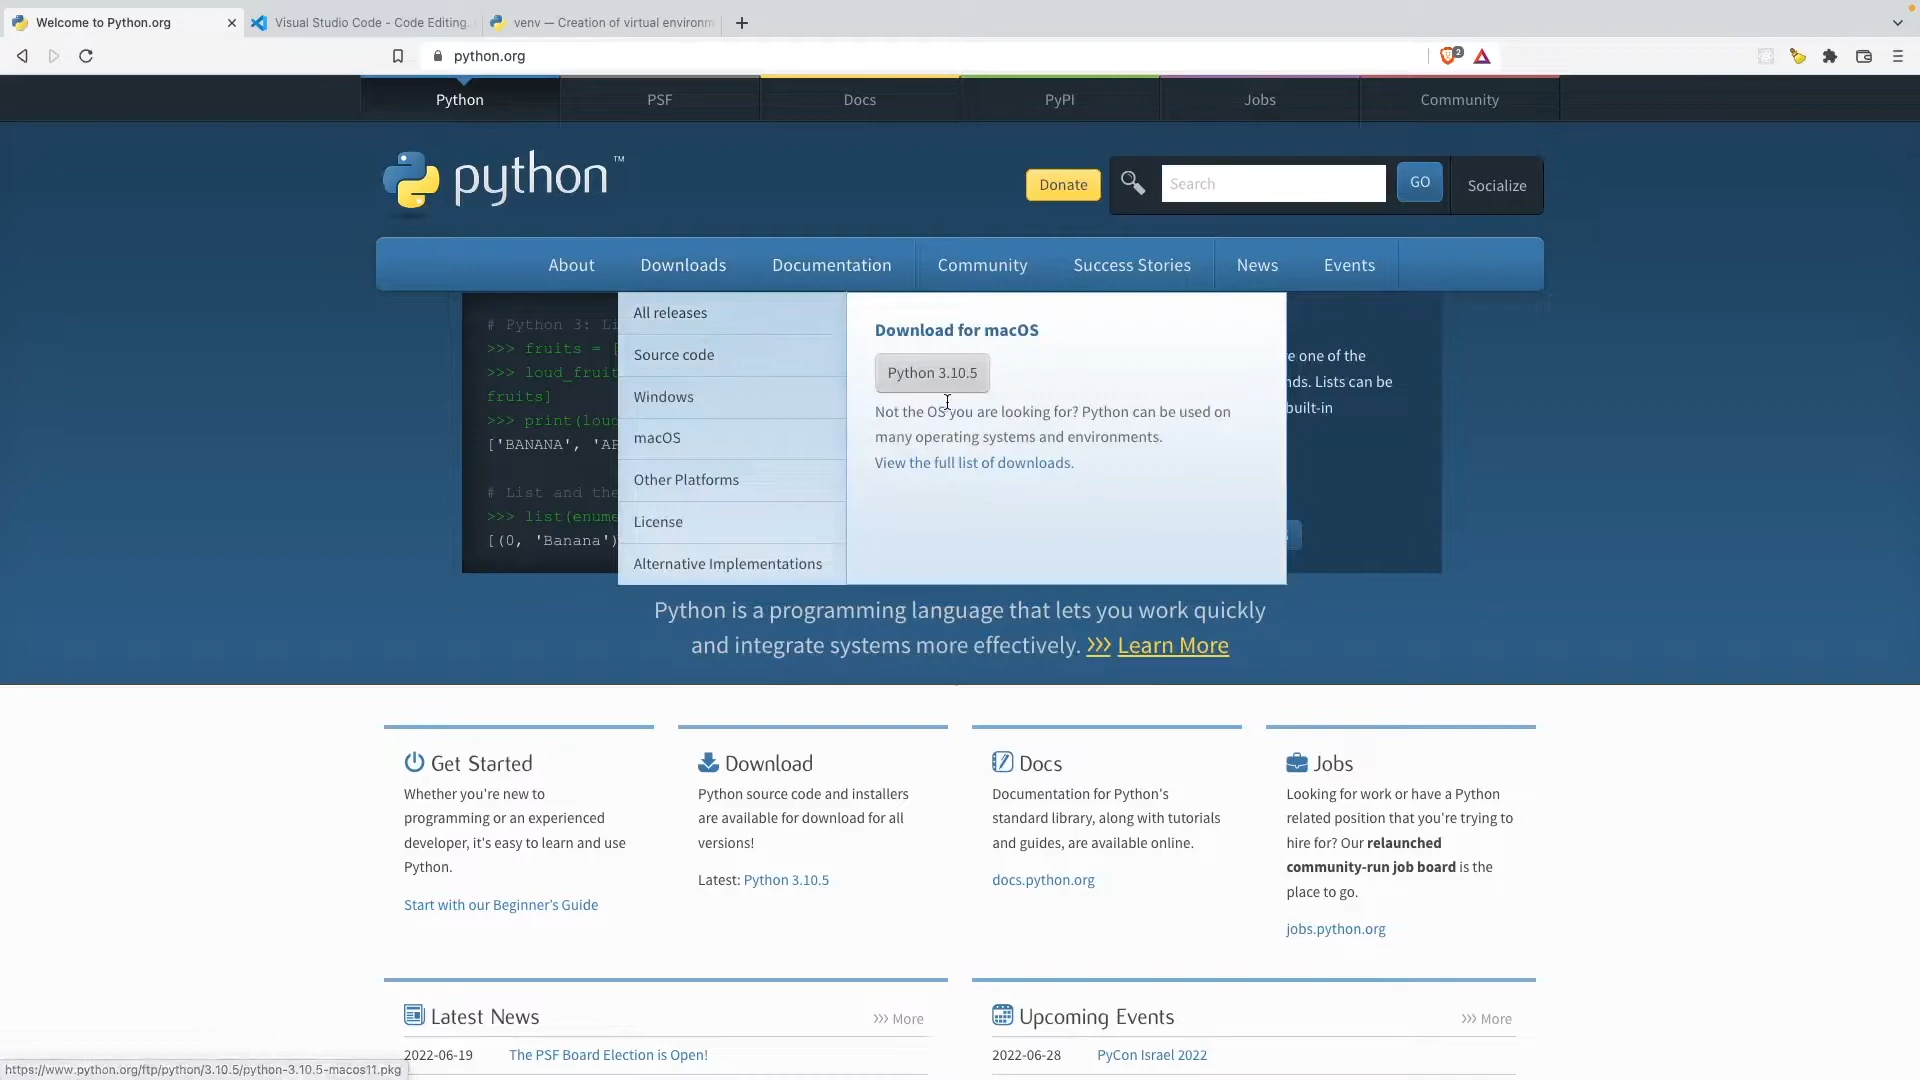 Welcome to Python.org
Visual Studio Code - Code Editing.
venv — Creation of virtual environm
python.org
2
Python
PSF
Docs
PyPI
Jobs
Community
python™
Donate
Search
GO
Socialize
About
Downloads
Documentation
Community
Success Stories
News
Events
# Python 3: Li
>>> fruits = [
>>> loud_fruit
fruits]
>>> print(loud
['BANANA', 'AP
# List and the
>>> list(enume
[(0, 'Banana')
All releases
Source code
Windows
macOS
Other Platforms
License
Alternative Implementations
Download for macOS
Python 3.10.5
Not the OS you are looking for? Python can be used on
many operating systems and environments.
View the full list of downloads.
re one of the
nds. Lists can be
built-in
Python is a programming language that lets you work quickly
and integrate systems more effectively. >>> Learn More
Get Started
Whether you're new to
programming or an experienced
developer, it's easy to learn and use
Python.
Start with our Beginner's Guide
Download
Python source code and installers
are available for download for all
versions!
Latest: Python 3.10.5
Docs
Documentation for Python's
standard library, along with tutorials
and guides, are available online.
docs.python.org
Jobs
Looking for work or have a Python
related position that you're trying to
hire for? Our relaunched
community-run job board is the
place to go.
jobs.python.org
Latest News
>>> More
2022-06-19 The PSF Board Election is Open!
Upcoming Events
>>> More
2022-06-28 PyCon Israel 2022
https://www.python.org/ftp/python/3.10.5/python-3.10.5-macos11.pkg